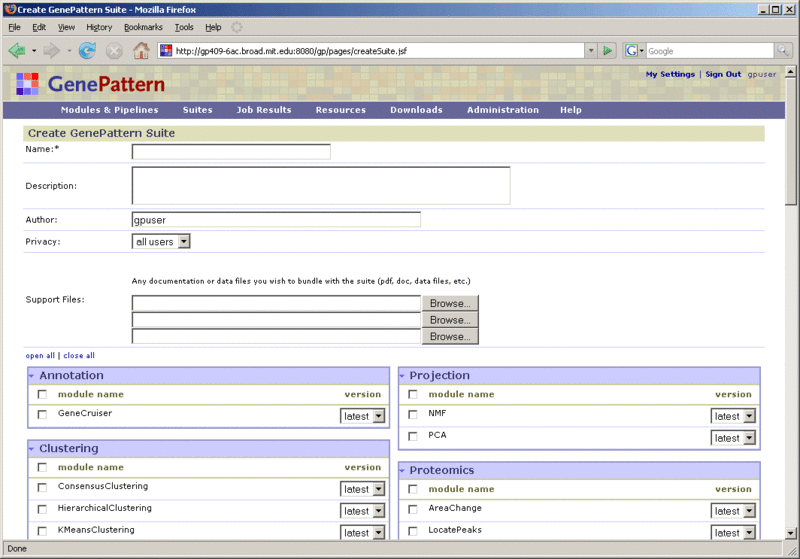 Create GenePattern Suite - Mozilla Firefox
File Edit View History Bookmarks Tools Help
http://gp409-6ac.broad.mit.edu:8080/gp/pages/createSuite.jsf
G Google
GenePattern
My Settings | Sign Out gpuser
Modules & Pipelines Suites Job Results Resources Downloads Administration Help
Create GenePattern Suite
Name:*
Description:
Author: gpuser
Privacy: all users
Any documentation or data files you wish to bundle with the suite (pdf, doc, data files, etc.)
Support Files:
Browse...
Browse...
Browse...
open all | close all
Annotation
module name version
GeneCruiser latest
Clustering
module name version
ConsensusClustering latest
HierarchicalClustering latest
KMeansClustering latest
Projection
module name version
NMF latest
PCA latest
Proteomics
module name version
AreaChange latest
LocatePeaks latest
Done